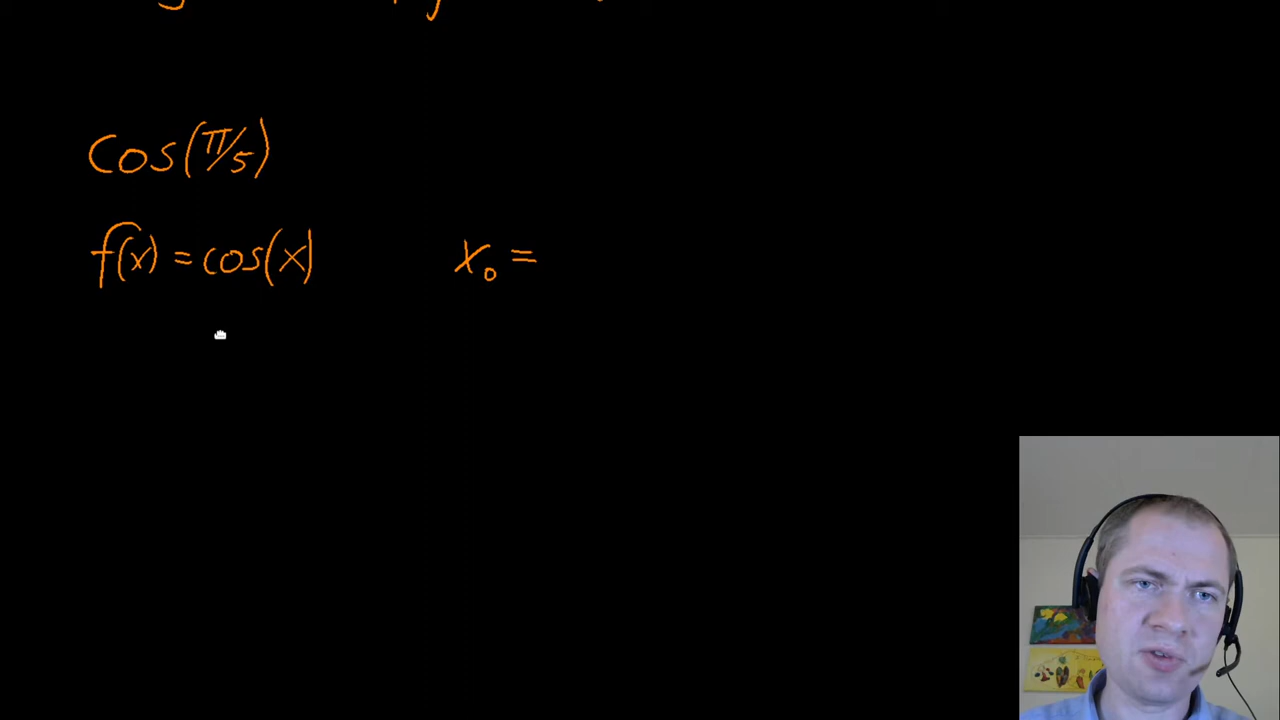 cos(π/5)
f(x) = cos(x) x₀ =